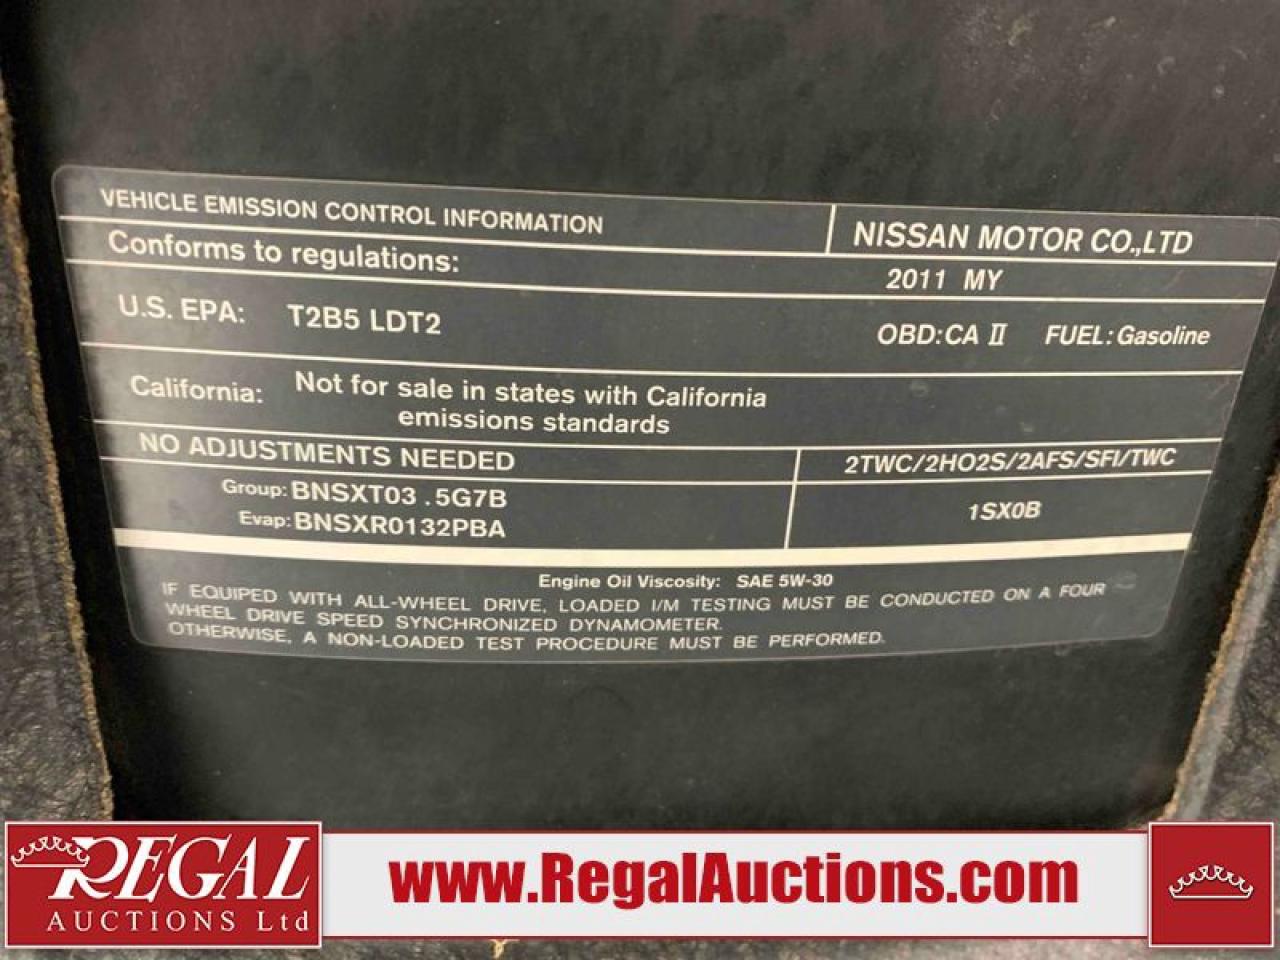 VEHICLE EMISSION CONTROL INFORMATION
NISSAN MOTOR CO.,LTD
Conforms to regulations:
2011 MY
U.S. EPA: T2B5 LDT2
OBD:CA II FUEL:Gasoline
California: Not for sale in states with California
emissions standards
NO ADJUSTMENTS NEEDED
2TWC/2HO2S/2AFS/SFI/TWC
Group: BNSXT03.5G7B
Evap: BNSXR0132PBA
1SX0B
Engine Oil Viscosity: SAE 5W-30
IF EQUIPED WITH ALL-WHEEL DRIVE, LOADED I/M TESTING MUST BE CONDUCTED ON A FOUR
WHEEL DRIVE SPEED SYNCHRONIZED DYNAMOMETER.
OTHERWISE, A NON-LOADED TEST PROCEDURE MUST BE PERFORMED.
REGAL
AUCTIONS Ltd
www.RegalAuctions.com